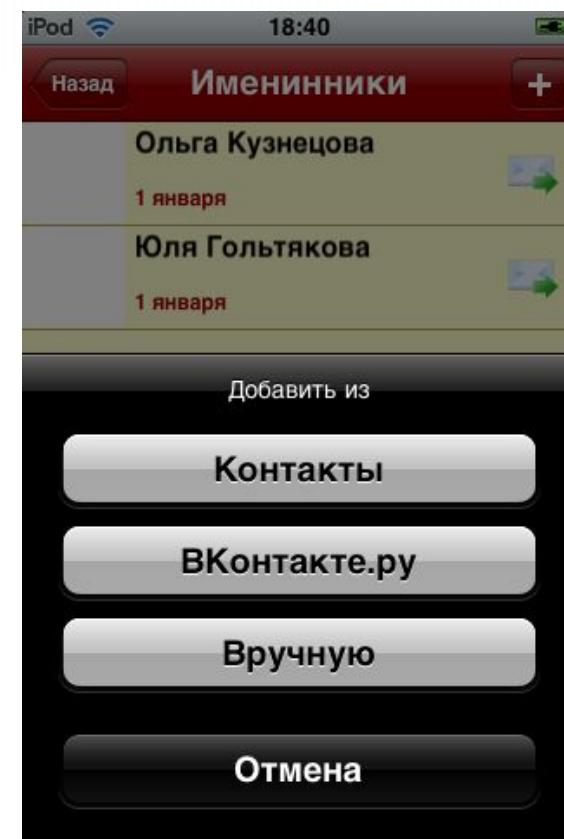 iPod 18:40
Назад Именинники +
Ольга Кузнецова
1 января
Юля Гольтякова
1 января
Добавить из
Контакты
ВКонтакте.ру
Вручную
Отмена